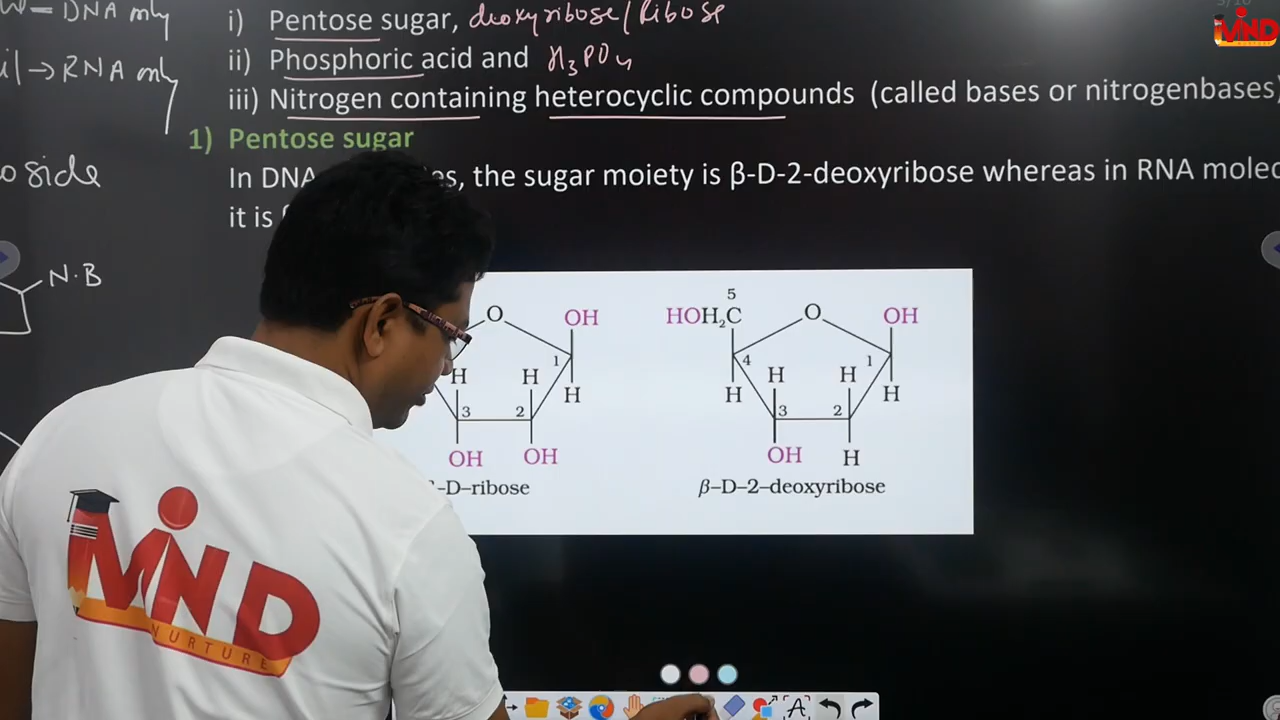 = DNA only
i) Pentose sugar, deoxyribose/Ribose
MIND
NURTURE
→ RNA only
ii) Phosphoric acid and H₃PO₄
iii) Nitrogen containing heterocyclic compounds (called bases or nitrogenbases)
1) Pentose sugar
In DNA , the sugar moiety is β-D-2-deoxyribose whereas in RNA
it is
N.B
O OH
1 H
H H
3 2
OH OH
-D-ribose
5
HOH₂C O OH
4 1
H H H H
3 2
OH H
β–D–2–deoxyribose
MIND
NURTURE
A